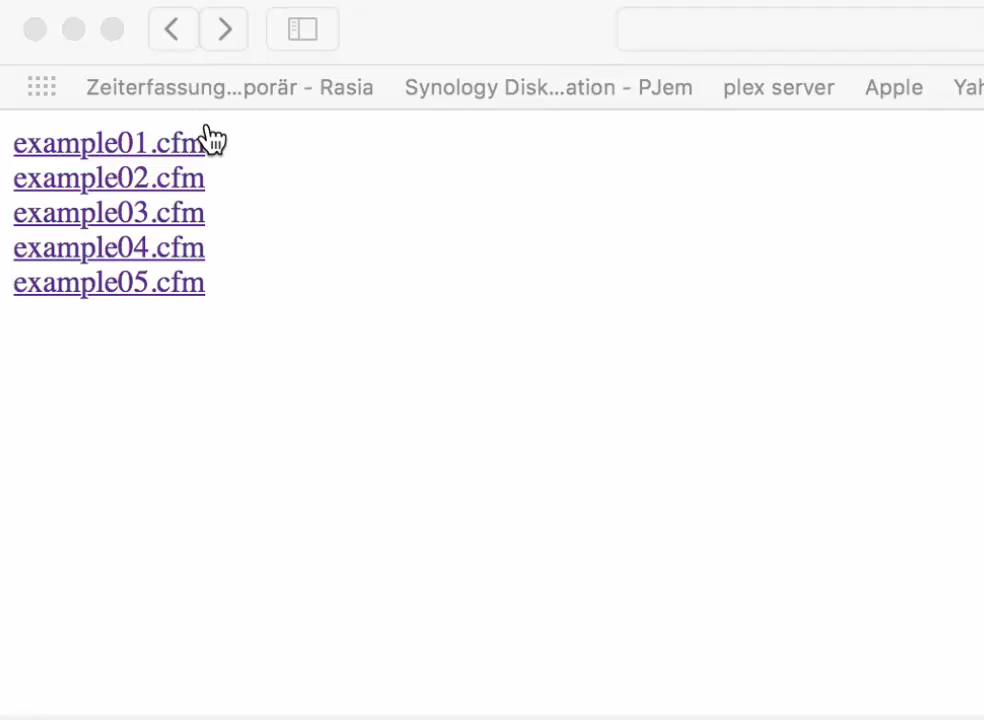 Zeiterfassung...porär - Rasia Synology Disk...ation - PJem plex server Apple Yah
example01.cfm
example02.cfm
example03.cfm
example04.cfm
example05.cfm